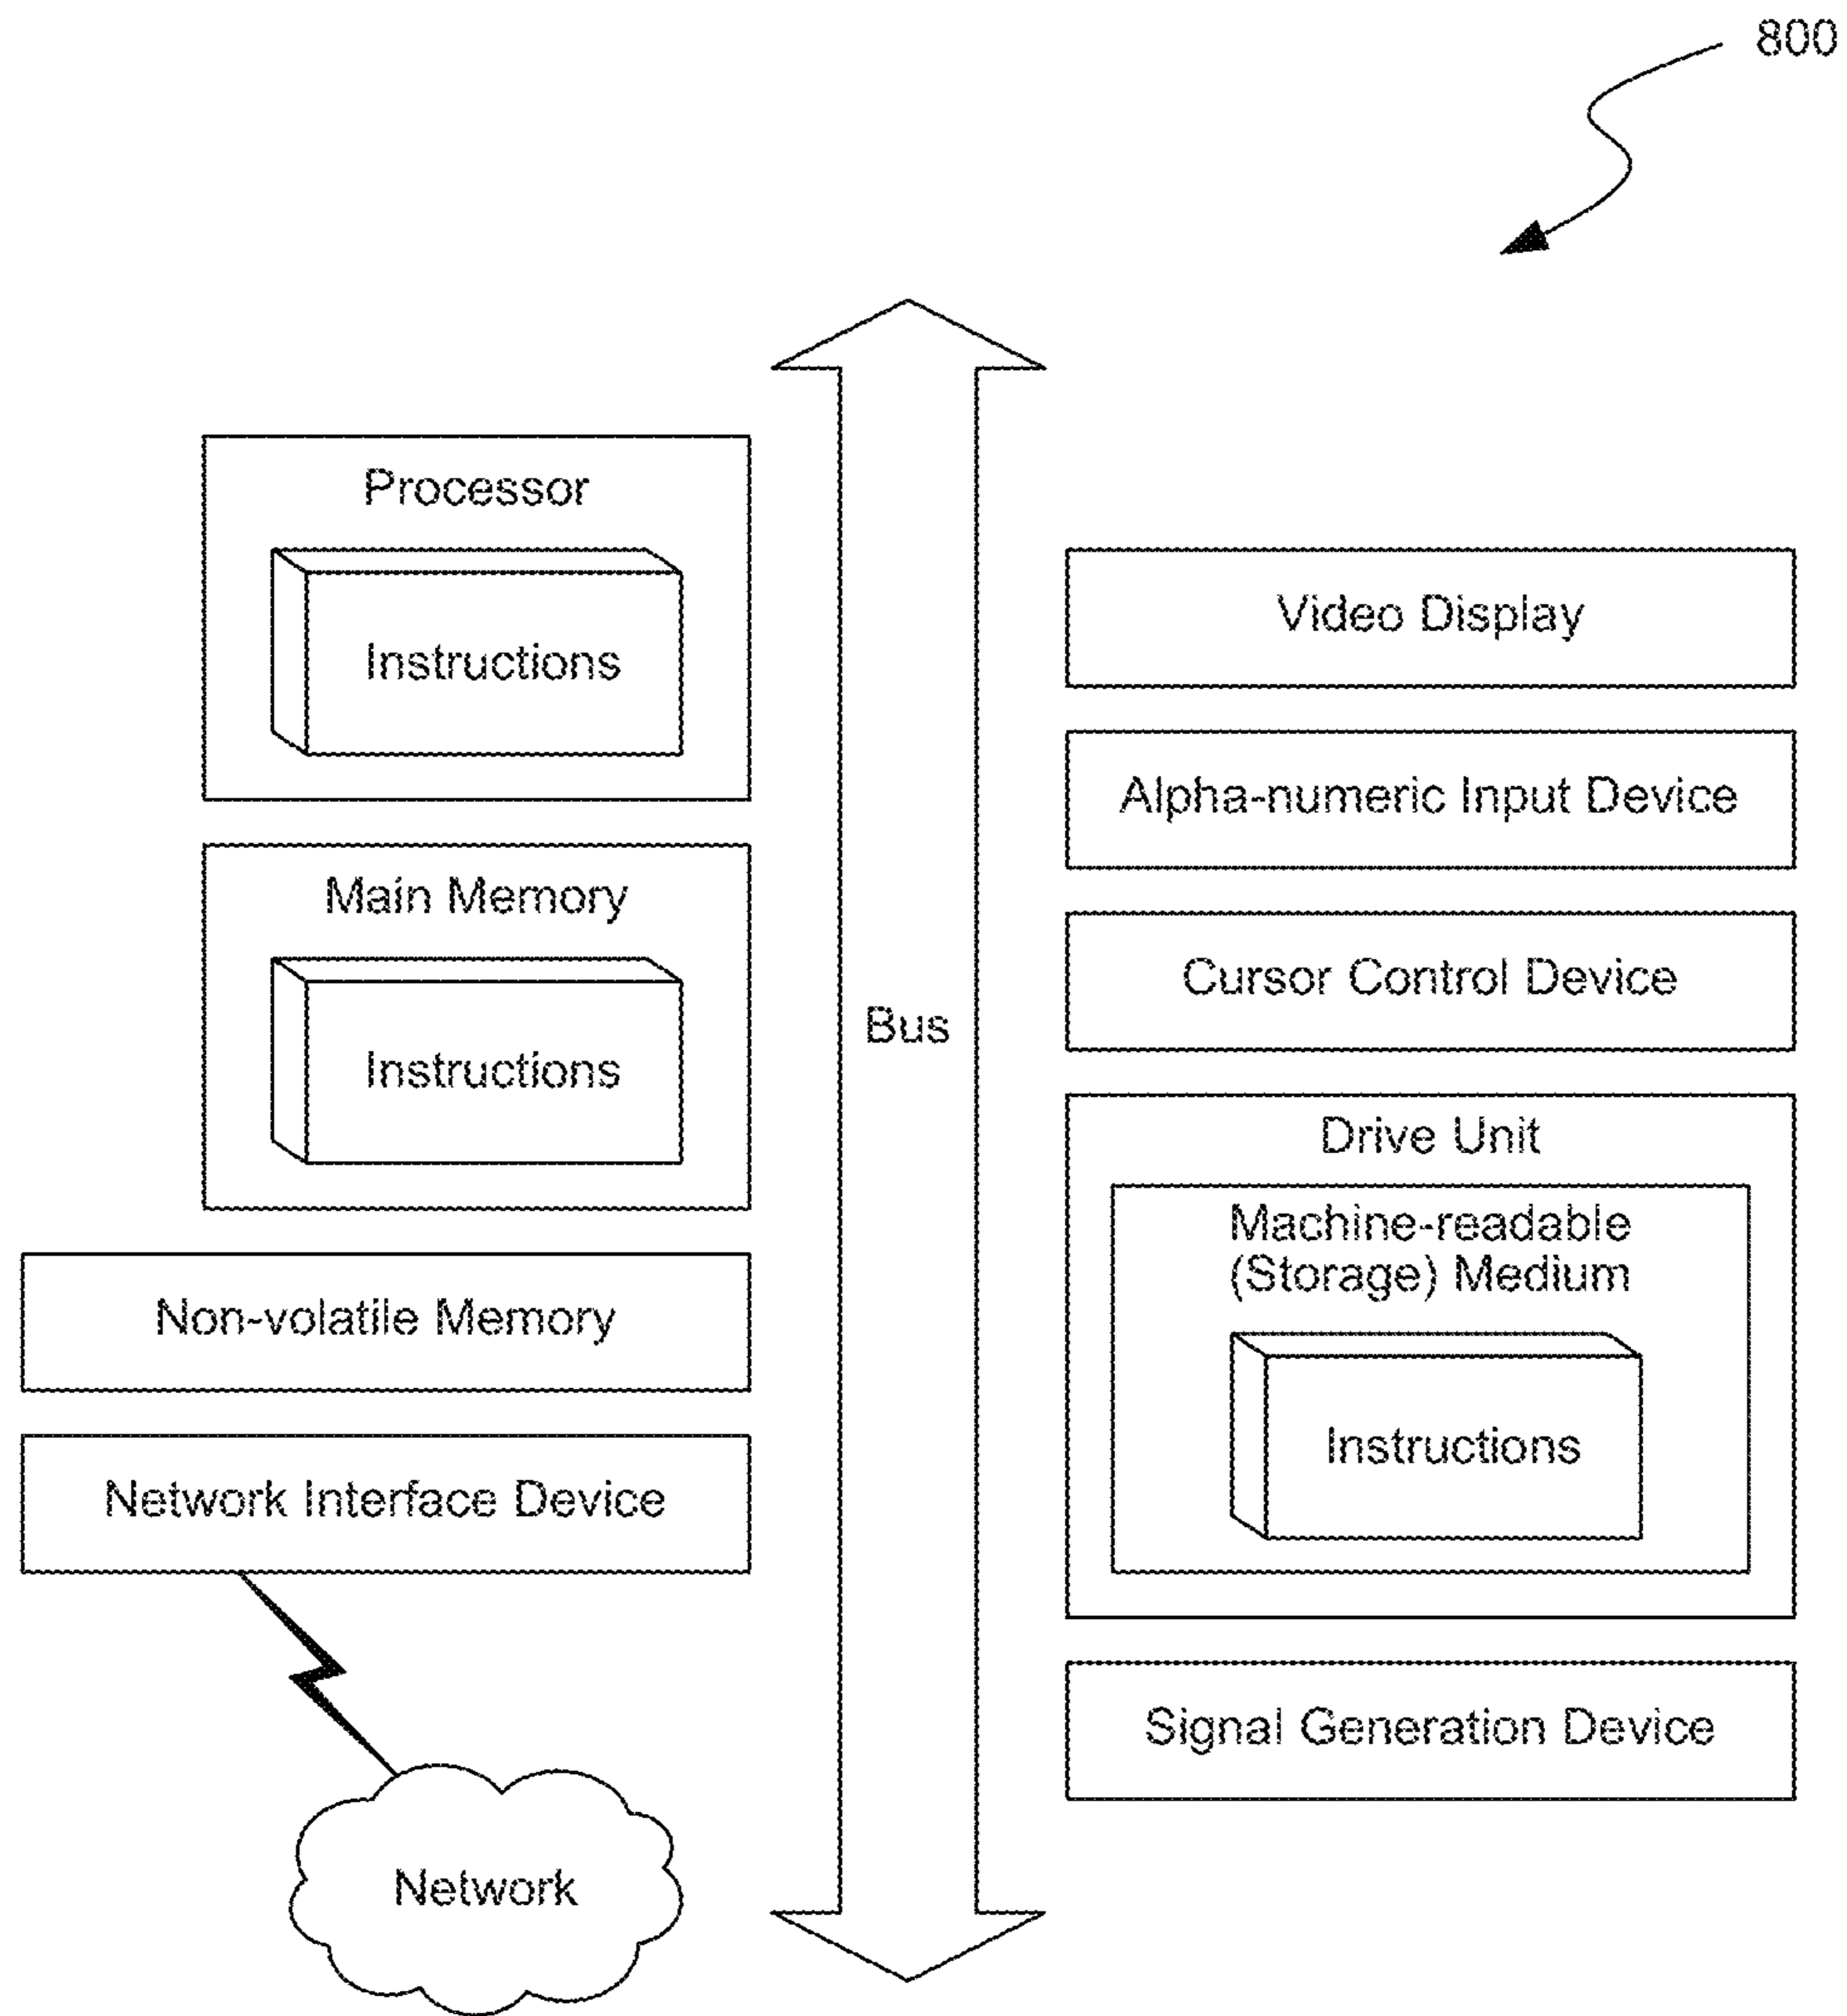 800
Processor
Instructions
Main Memory
Instructions
Non-volatile Memory
Network Interface Device
Network
Bus
Video Display
Alpha-numeric Input Device
Cursor Control Device
Drive Unit
Machine-readable
(Storage) Medium
Instructions
Signal Generation Device